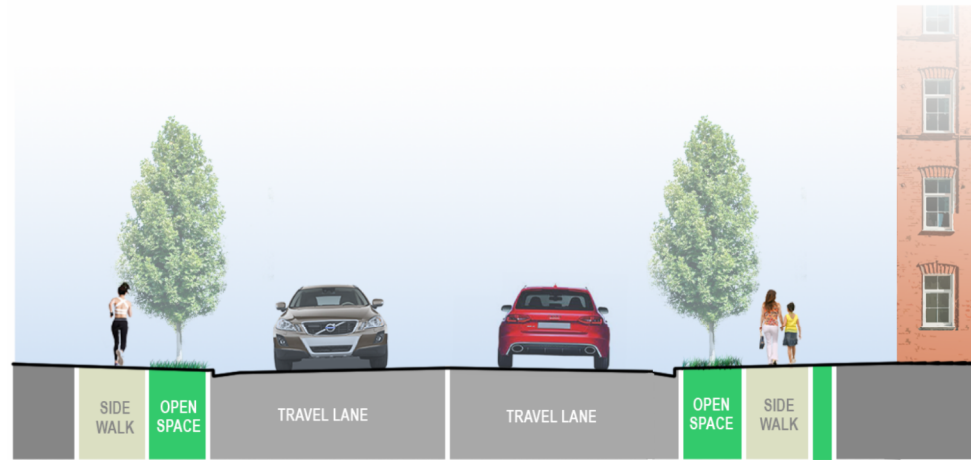 SIDE
WALK
OPEN
SPACE
TRAVEL LANE
TRAVEL LANE
OPEN
SPACE
SIDE
WALK